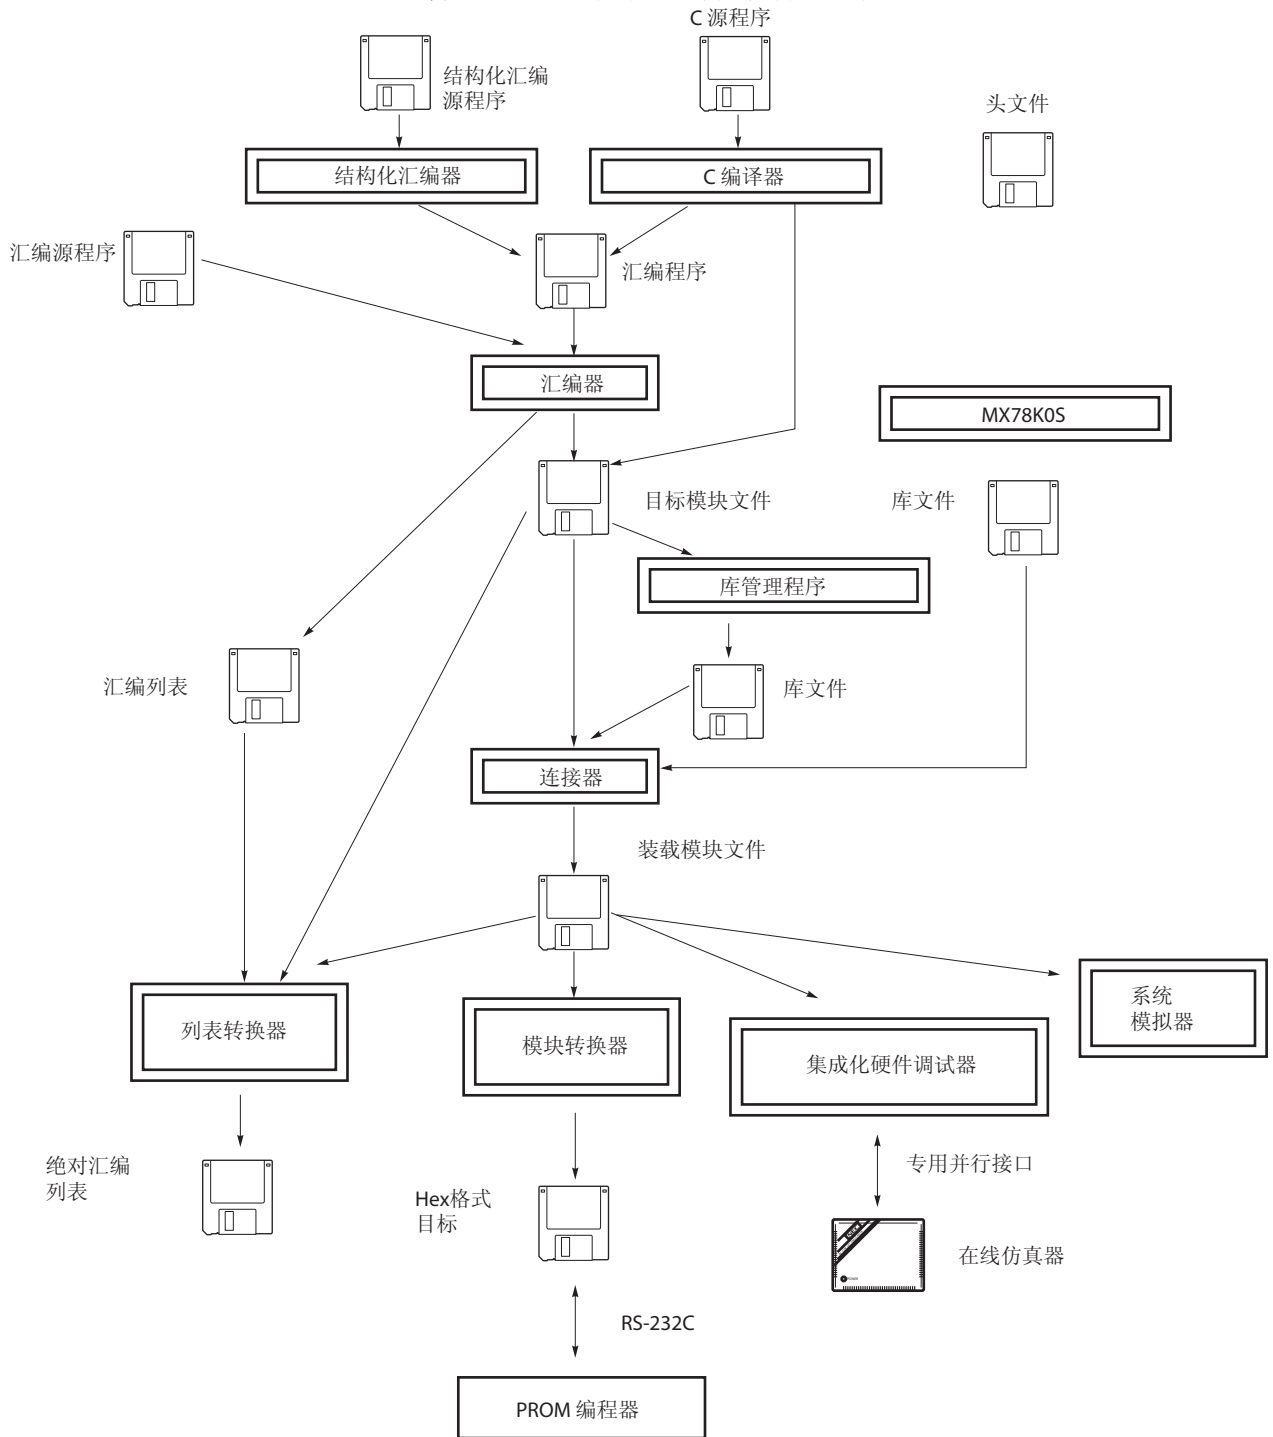 C 源程序
结构化汇编
源程序
头文件
结构化汇编器
C 编译器
汇编源程序
汇编程序
汇编器
MX78K0S
目标模块文件
库文件
库管理程序
汇编列表
库文件
连接器
装载模块文件
系统
模拟器
列表转换器
模块转换器
集成化硬件调试器
绝对汇编
列表
专用并行接口
Hex格式
目标
在线仿真器
RS-232C
PROM 编程器